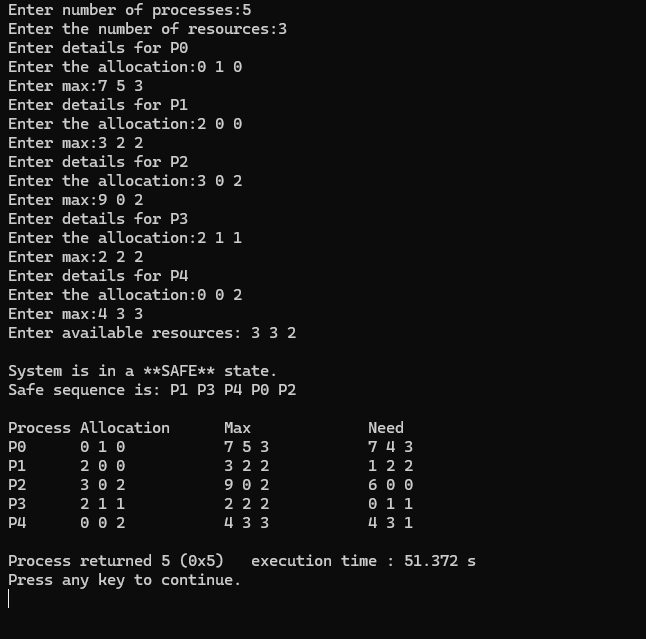 Enter number of processes:5
Enter the number of resources:3
Enter details for P0
Enter the allocation:0 1 0
Enter max:7 5 3
Enter details for P1
Enter the allocation:2 0 0
Enter max:3 2 2
Enter details for P2
Enter the allocation:3 0 2
Enter max:9 0 2
Enter details for P3
Enter the allocation:2 1 1
Enter max:2 2 2
Enter details for P4
Enter the allocation:0 0 2
Enter max:4 3 3
Enter available resources: 3 3 2

System is in a **SAFE** state.
Safe sequence is: P1 P3 P4 P0 P2

Process Allocation      Max             Need
P0      0 1 0           7 5 3           7 4 3
P1      2 0 0           3 2 2           1 2 2
P2      3 0 2           9 0 2           6 0 0
P3      2 1 1           2 2 2           0 1 1
P4      0 0 2           4 3 3           4 3 1

Process returned 5 (0x5)   execution time : 51.372 s
Press any key to continue.